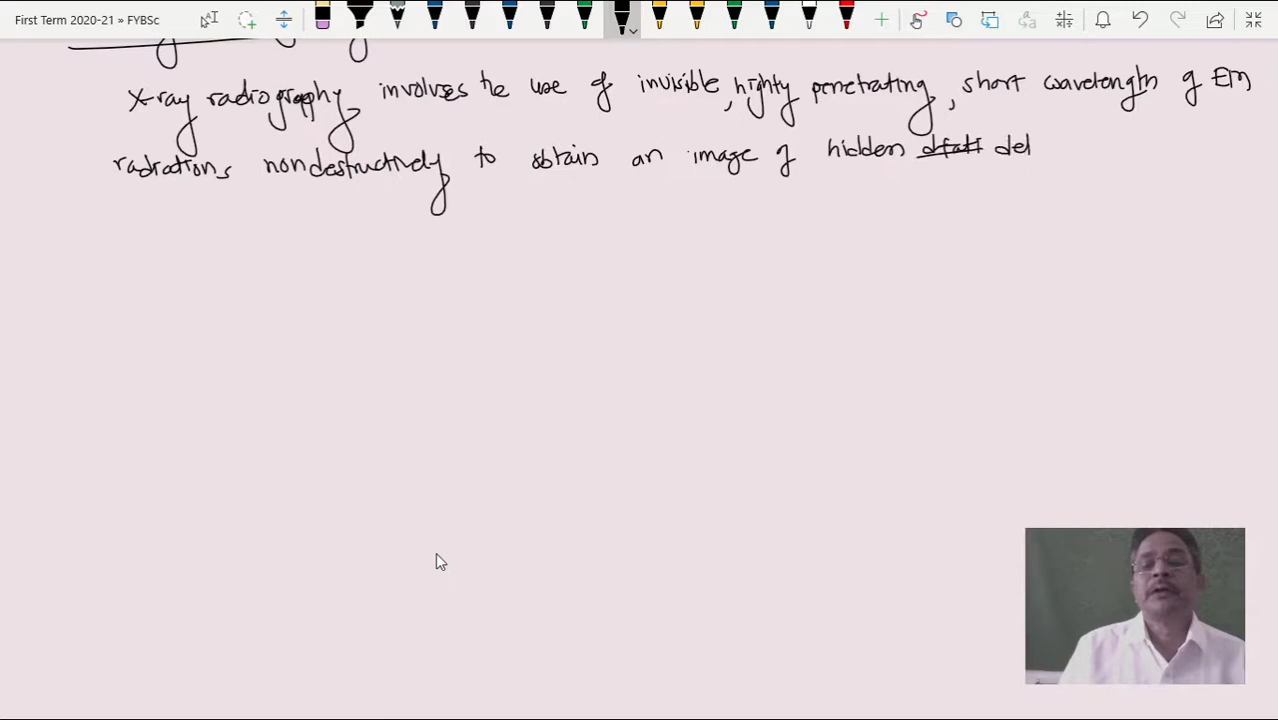 First Term 2020-21 » FYBSc
X-ray radiography involves the use of invisible, highty penetrating, short wavelength of EM
radiations nondestructively to obtain an image of hidden del